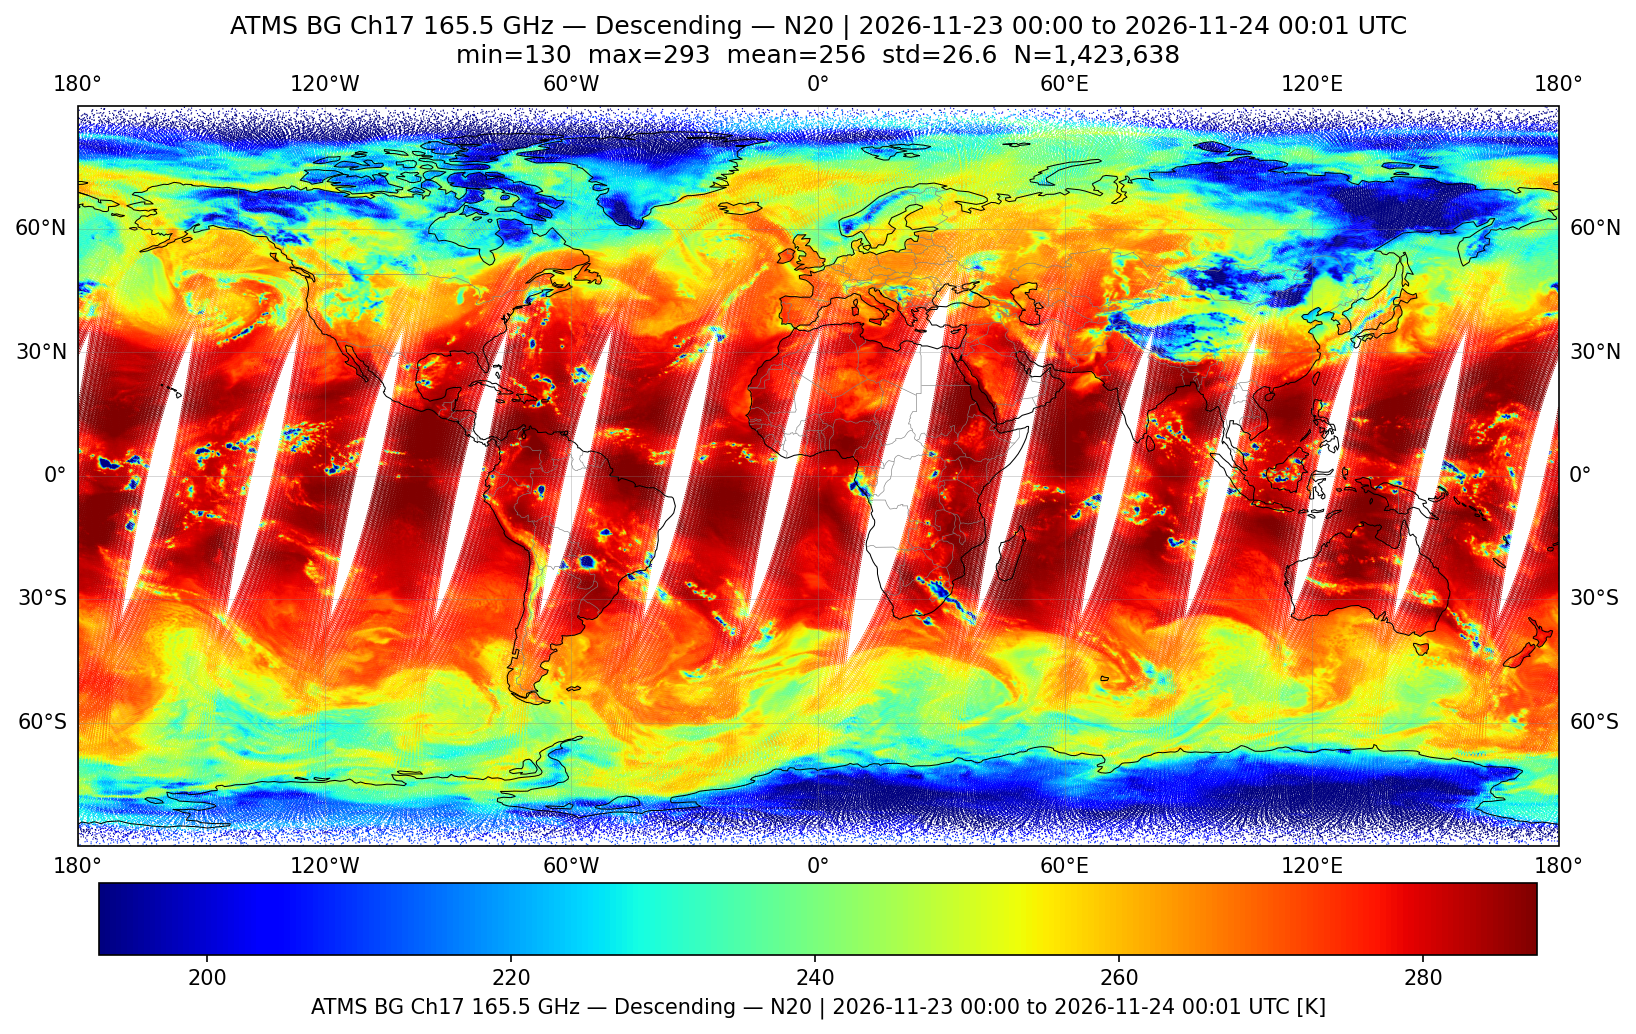 ATMS BG Ch17 165.5 GHz — Descending — N20 | 2026-11-23 00:00 to 2026-11-24 00:01 UTC
min=130 max=293 mean=256 std=26.6 N=1,423,638
180° 120°W 60°W 0° 60°E 120°E 180°
60°N 60°N
30°N 30°N
0° 0°
30°S 30°S
60°S 60°S
180° 120°W 60°W 0° 60°E 120°E 180°
200 220 240 260 280
ATMS BG Ch17 165.5 GHz — Descending — N20 | 2026-11-23 00:00 to 2026-11-24 00:01 UTC [K]